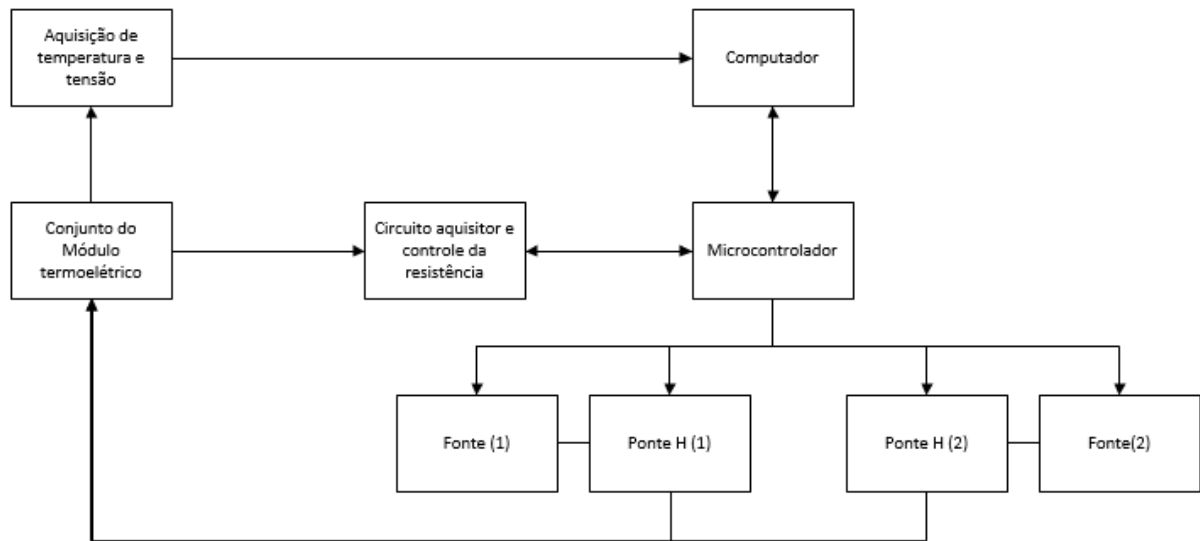 Aquisição de
temperatura e
tensão
Computador
Conjunto do
Módulo
termoelétrico
Circuito aquisitor e
controle da
resistência
Microcontrolador
Fonte (1)
Ponte H (1)
Ponte H (2)
Fonte(2)